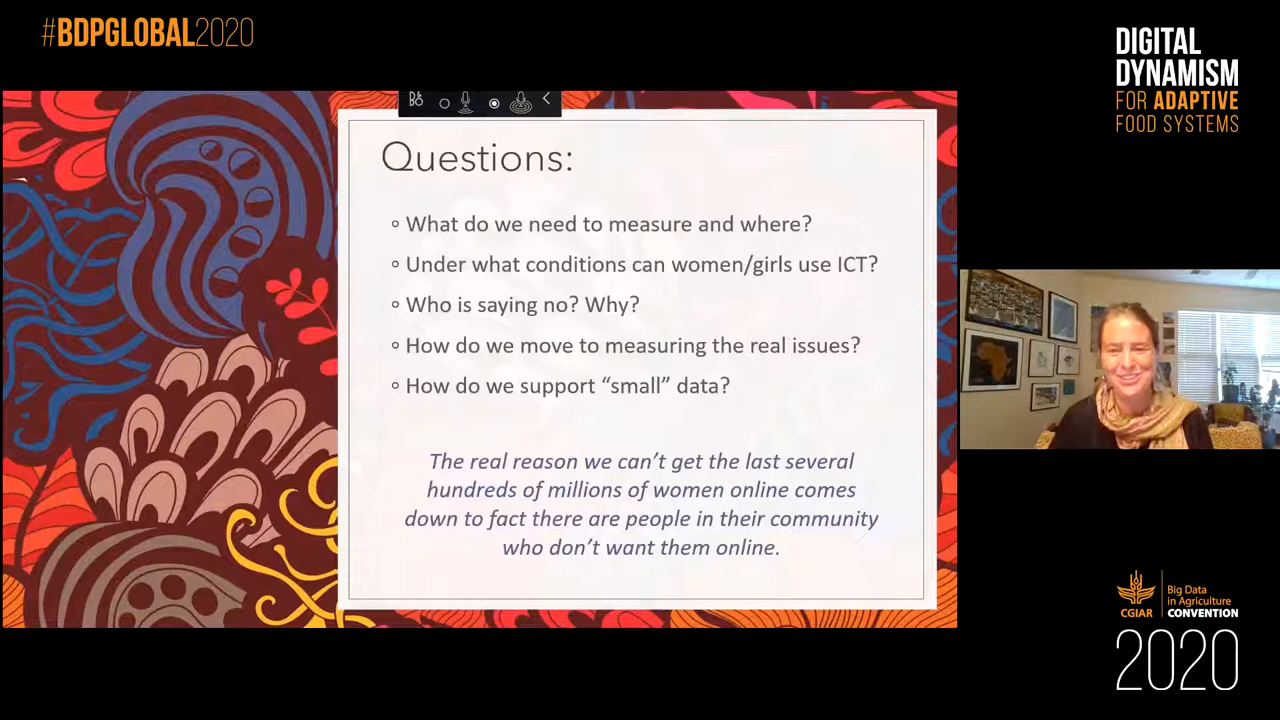 #BDPGLOBAL2020
DIGITAL
DYNAMISM
FOR ADAPTIVE
FOOD SYSTEMS
Questions:
What do we need to measure and where?
Under what conditions can women/girls use ICT?
Who is saying no? Why?
How do we move to measuring the real issues?
How do we support “small” data?
The real reason we can’t get the last several
hundreds of millions of women online comes
down to fact there are people in their community
who don’t want them online.
CGIAR
Big Data
in Agriculture
CONVENTION
2020